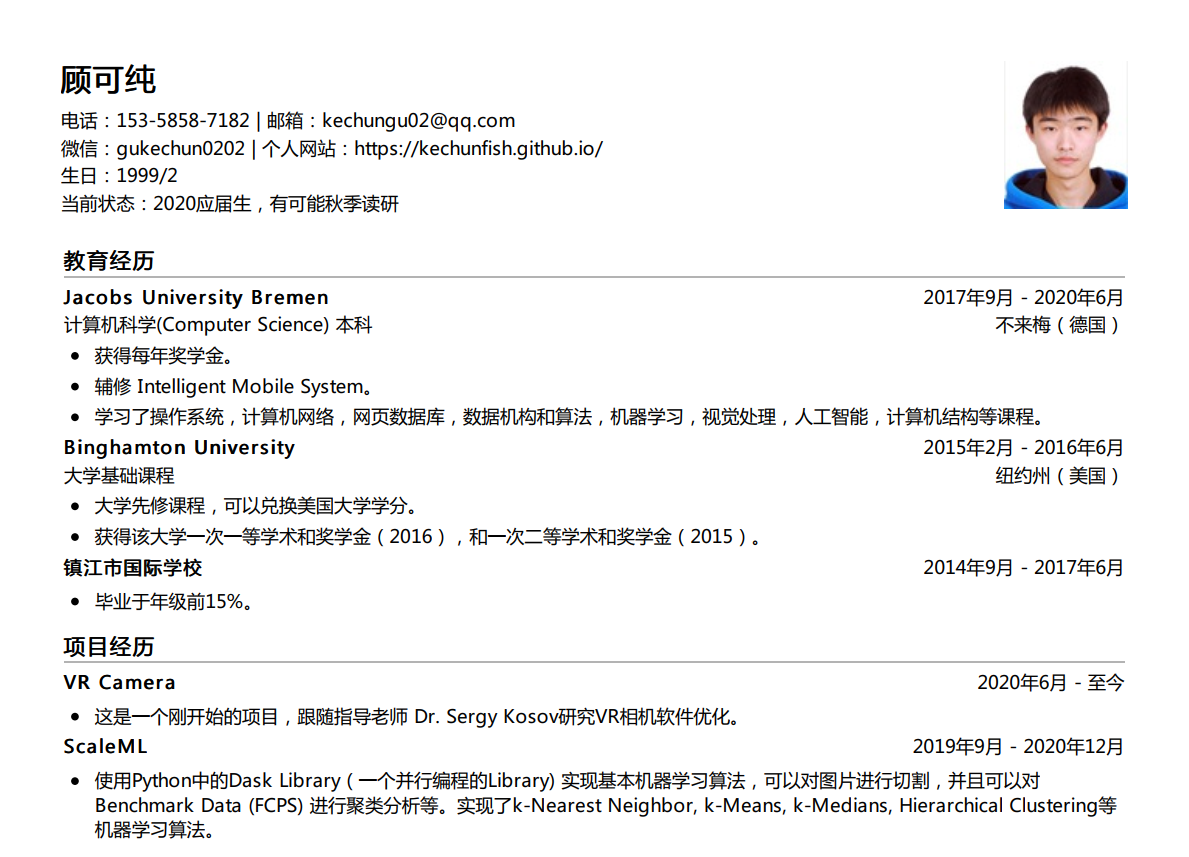 顾可纯
电话：153-5858-7182 | 邮箱：kechungu02@qq.com
微信：gukechun0202 | 个人网站：https://kechunfish.github.io/
生日：1999/2
当前状态：2020应届生，有可能秋季读研
教育经历
Jacobs University Bremen 2017年9月 - 2020年6月
计算机科学(Computer Science) 本科 不来梅（德国）
• 获得每年奖学金。
• 辅修 Intelligent Mobile System。
• 学习了操作系统，计算机网络，网页数据库，数据机构和算法，机器学习，视觉处理，人工智能，计算机结构等课程。
Binghamton University 2015年2月 - 2016年6月
大学基础课程 纽约州（美国）
• 大学先修课程，可以兑换美国大学学分。
• 获得该大学一次一等学术和奖学金（2016），和一次二等学术和奖学金（2015）。
镇江市国际学校 2014年9月 - 2017年6月
• 毕业于年级前15%。
项目经历
VR Camera 2020年6月 - 至今
• 这是一个刚开始的项目，跟随指导老师 Dr. Sergy Kosov研究VR相机软件优化。
ScaleML 2019年9月 - 2020年12月
• 使用Python中的Dask Library (一个并行编程的Library) 实现基本机器学习算法，可以对图片进行切割，并且可以对
Benchmark Data (FCPS) 进行聚类分析等。实现了k-Nearest Neighbor, k-Means, k-Medians, Hierarchical Clustering等
机器学习算法。